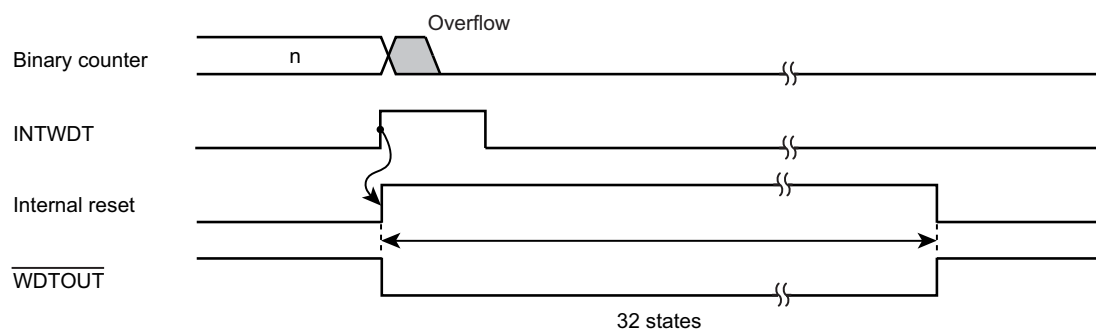 Overflow
Binary counter
n
INTWDT
Internal reset
WDTOUT
32 states